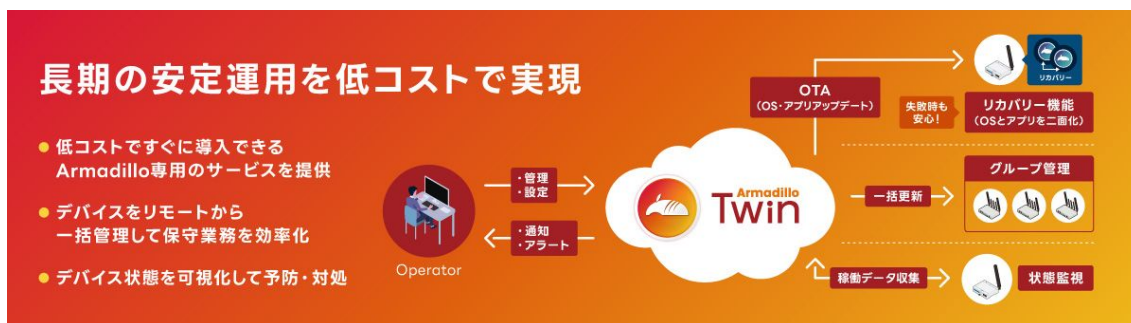 長期の安定運用を低コストで実現
低コストですぐに導入できる
Armadillo専用のサービスを提供
デバイスをリモートから
一括管理して保守業務を効率化
デバイス状態を可視化して予防・対処
Operator
・管理
・設定
・通知
・アラート
Armadillo
Twin
OTA
(OS・アプリアップデート)
リカバリー
失敗時も
安心!
リカバリー機能
(OSとアプリを二面化)
一括更新
グループ管理
稼働データ収集
状態監視